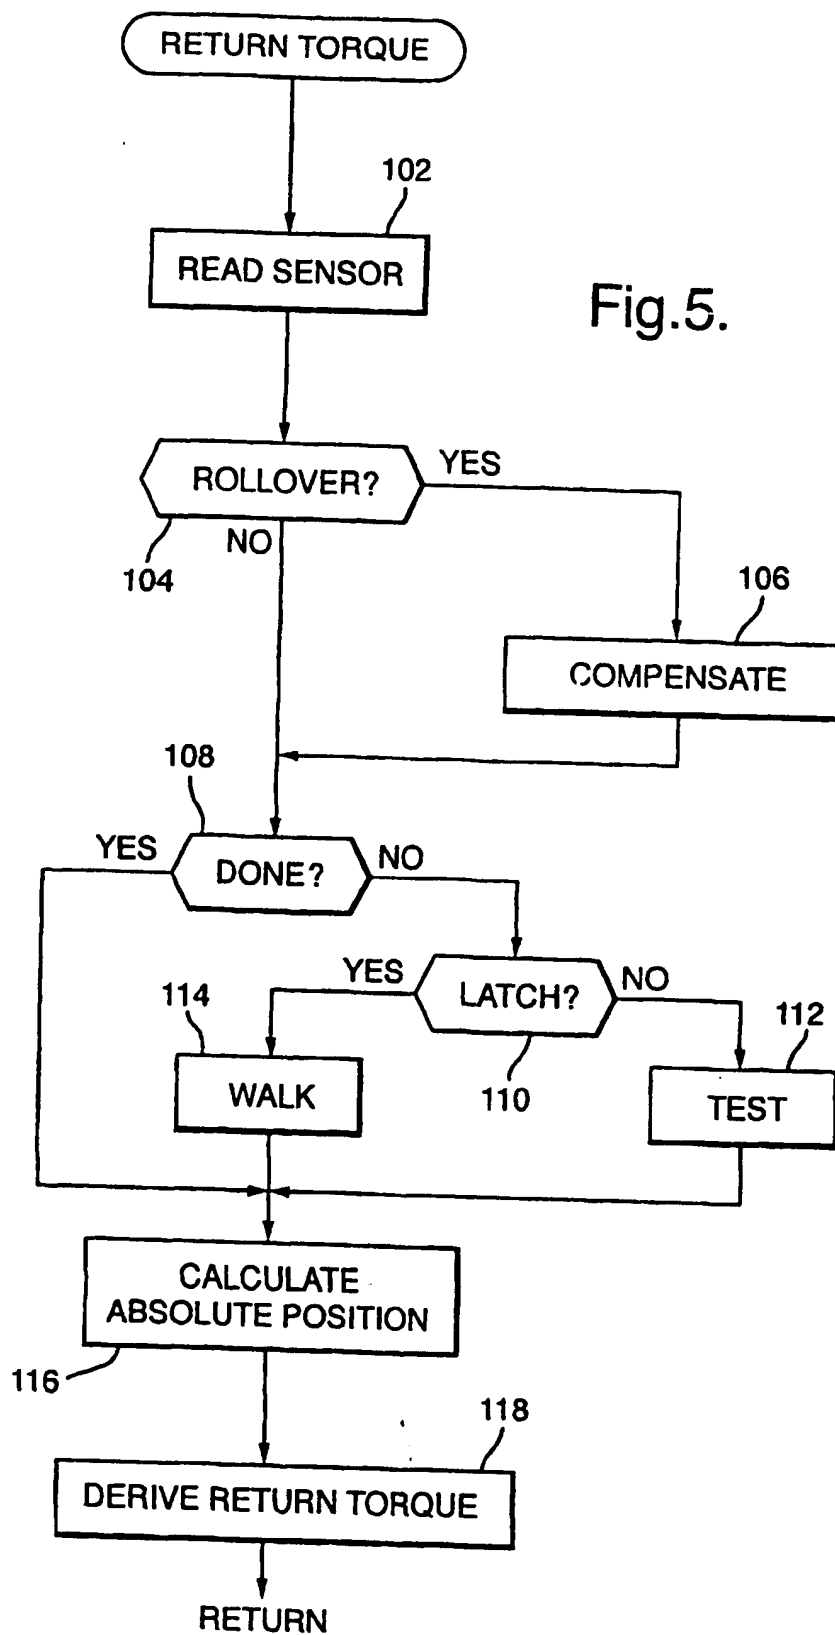 RETURN TORQUE
102
READ SENSOR
Fig.5.
ROLLOVER?
YES
NO
104
106
COMPENSATE
108
YES
DONE?
NO
YES
LATCH?
NO
114
112
WALK
110
TEST
CALCULATE
ABSOLUTE POSITION
116
118
DERIVE RETURN TORQUE
RETURN